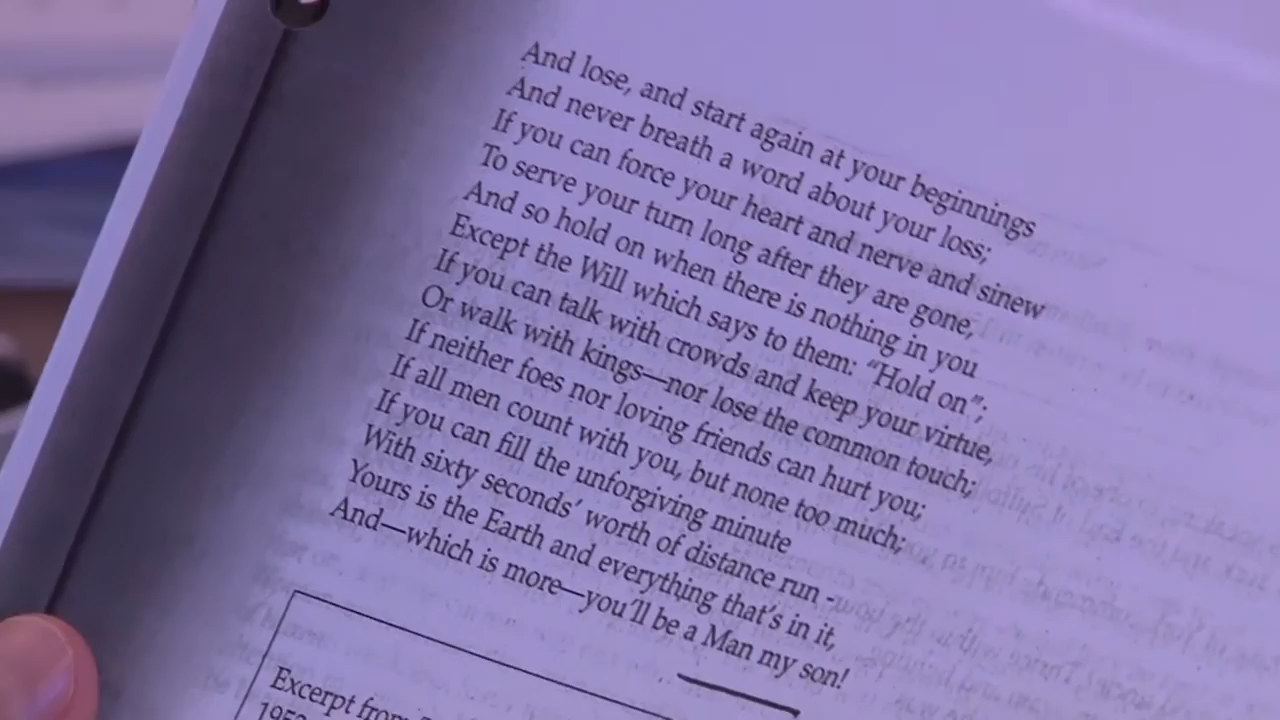 And lose, and start again at your beginnings
And never breath a word about your loss;
If you can force your heart and nerve and sinew
To serve your turn long after they are gone,
And so hold on when there is nothing in you
Except the Will which says to them: “Hold on”;
If you can talk with crowds and keep your virtue,
Or walk with kings—nor lose the common touch;
If neither foes nor loving friends can hurt you;
If all men count with you, but none too much;
If you can fill the unforgiving minute
With sixty seconds’ worth of distance run -
Yours is the Earth and everything that’s in it,
And—which is more—you’ll be a Man my son!
Excerpt from